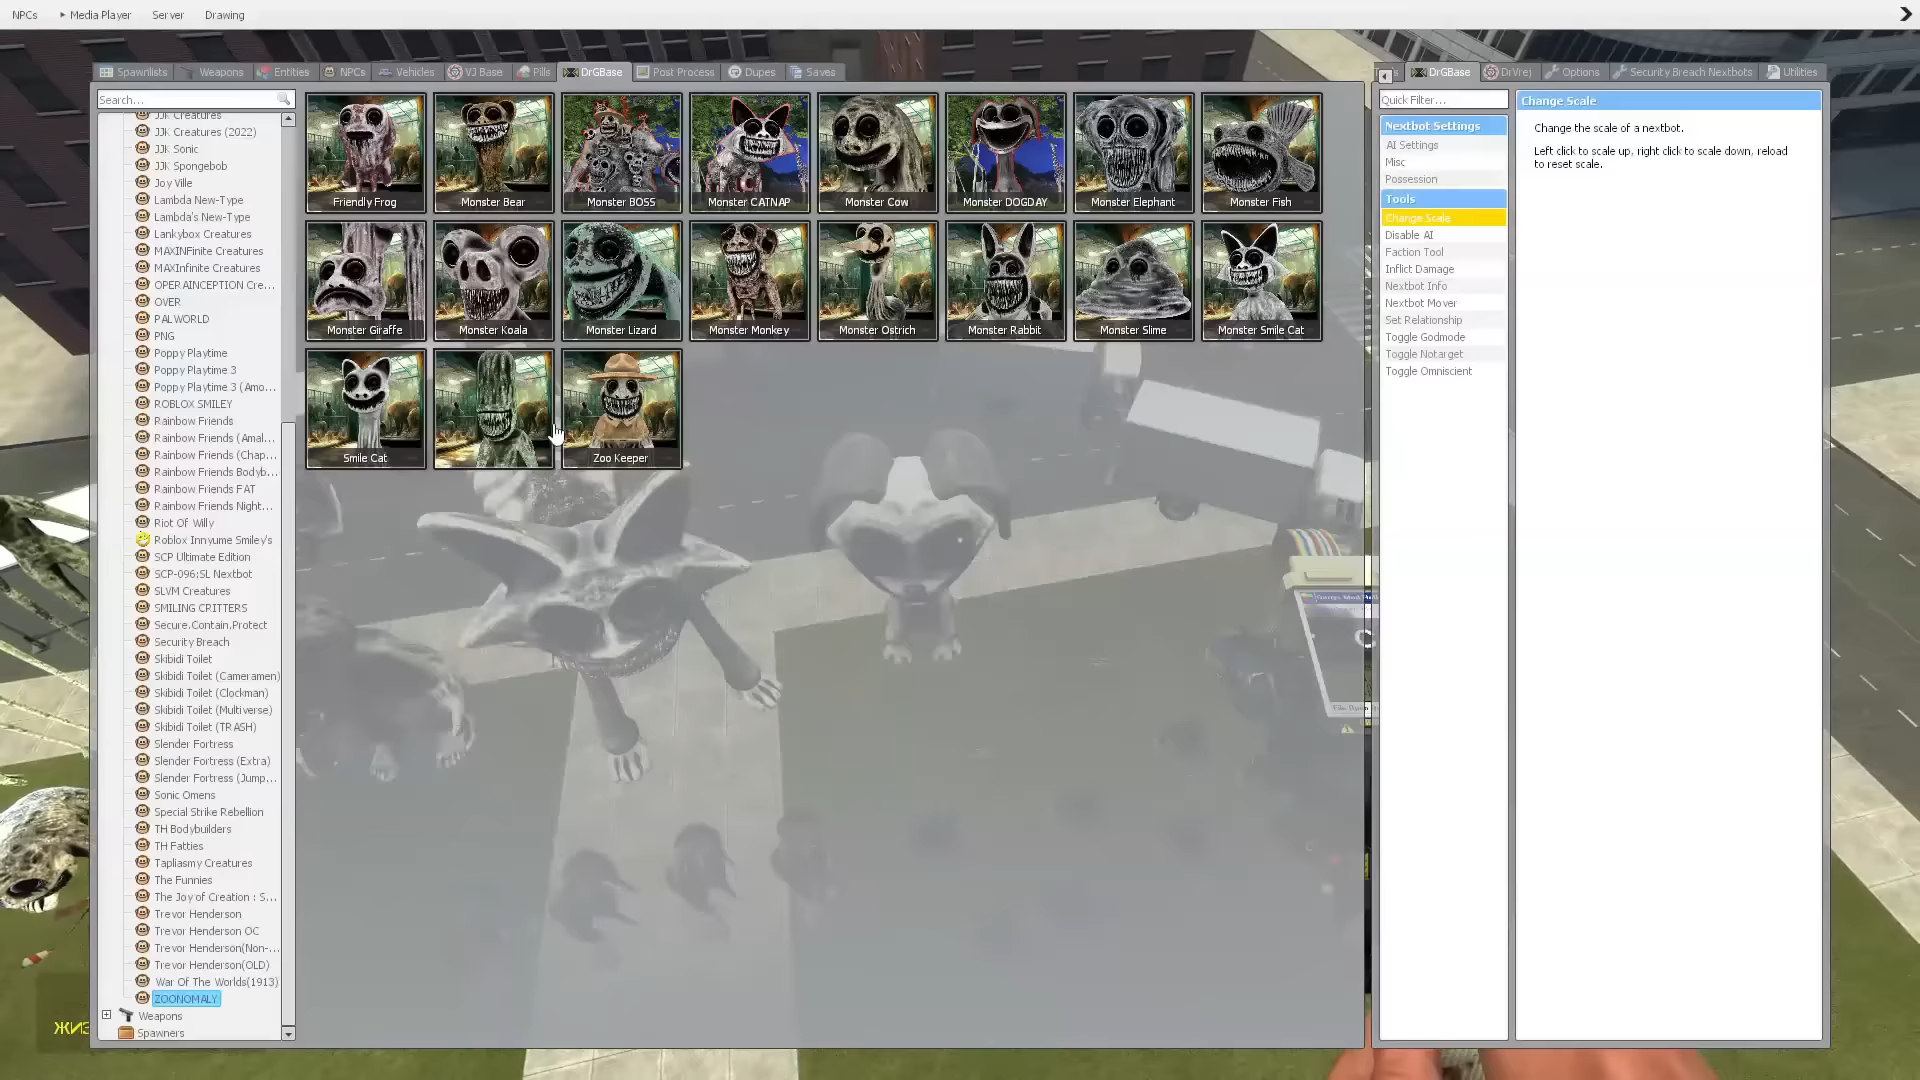 NPCs
Media Player
Server
Drawing
Spawnlists
Weapons
Entities
NPCs
Vehicles
VJ Base
Pills
DrGBase
Post Process
Dupes
Saves
Search...
JJK Creatures
JJK Creatures (2022)
JJK Sonic
JJK Spongebob
Joy Ville
Lambda New-Type
Lambda's New-Type
Lankybox Creatures
MAXINFinite Creatures
MAXInfinite Creatures
OPERAINCEPTION Cre...
OVER
PALWORLD
PNG
Poppy Playtime
Poppy Playtime 3
Poppy Playtime 3 (Amo...
ROBLOX SMILEY
Rainbow Friends
Rainbow Friends (Amal...
Rainbow Friends (Chap...
Rainbow Friends Bodyb...
Rainbow Friends FAT
Rainbow Friends Night...
Riot Of Willy
Roblox Innyume Smiley's
SCP Ultimate Edition
SCP-096:SL Nextbot
SLVM Creatures
SMILING CRITTERS
Secure.Contain.Protect
Security Breach
Skibidi Toilet
Skibidi Toilet (Cameramen)
Skibidi Toilet (Clockman)
Skibidi Toilet (Multiverse)
Skibidi Toilet (TRASH)
Slender Fortress
Slender Fortress (Extra)
Slender Fortress (Jump...
Sonic Omens
Special Strike Rebellion
TH Bodybuilders
TH Fatties
Tapliasmy Creatures
The Funnies
The Joy of Creation : S...
Trevor Henderson
Trevor Henderson OC
Trevor Henderson(Non-...
Trevor Henderson(OLD)
War Of The Worlds(1913)
ZOONOMALY
Weapons
Spawners
Friendly Frog
Monster Bear
Monster BOSS
Monster CATNAP
Monster Cow
Monster DOGDAY
Monster Elephant
Monster Fish
Monster Giraffe
Monster Koala
Monster Lizard
Monster Monkey
Monster Ostrich
Monster Rabbit
Monster Slime
Monster Smile Cat
Smile Cat
Zoo Keeper
DrGBase
DrVrej
Options
Security Breach Nextbots
Utilities
Quick Filter...
Nextbot Settings
AI Settings
Misc
Possession
Tools
Change Scale
Disable AI
Faction Tool
Inflict Damage
Nextbot Info
Nextbot Mover
Set Relationship
Toggle Godmode
Toggle Notarget
Toggle Omniscient
Change Scale
Change the scale of a nextbot.
Left click to scale up, right click to scale down, reload
to reset scale.
ЖИЗ